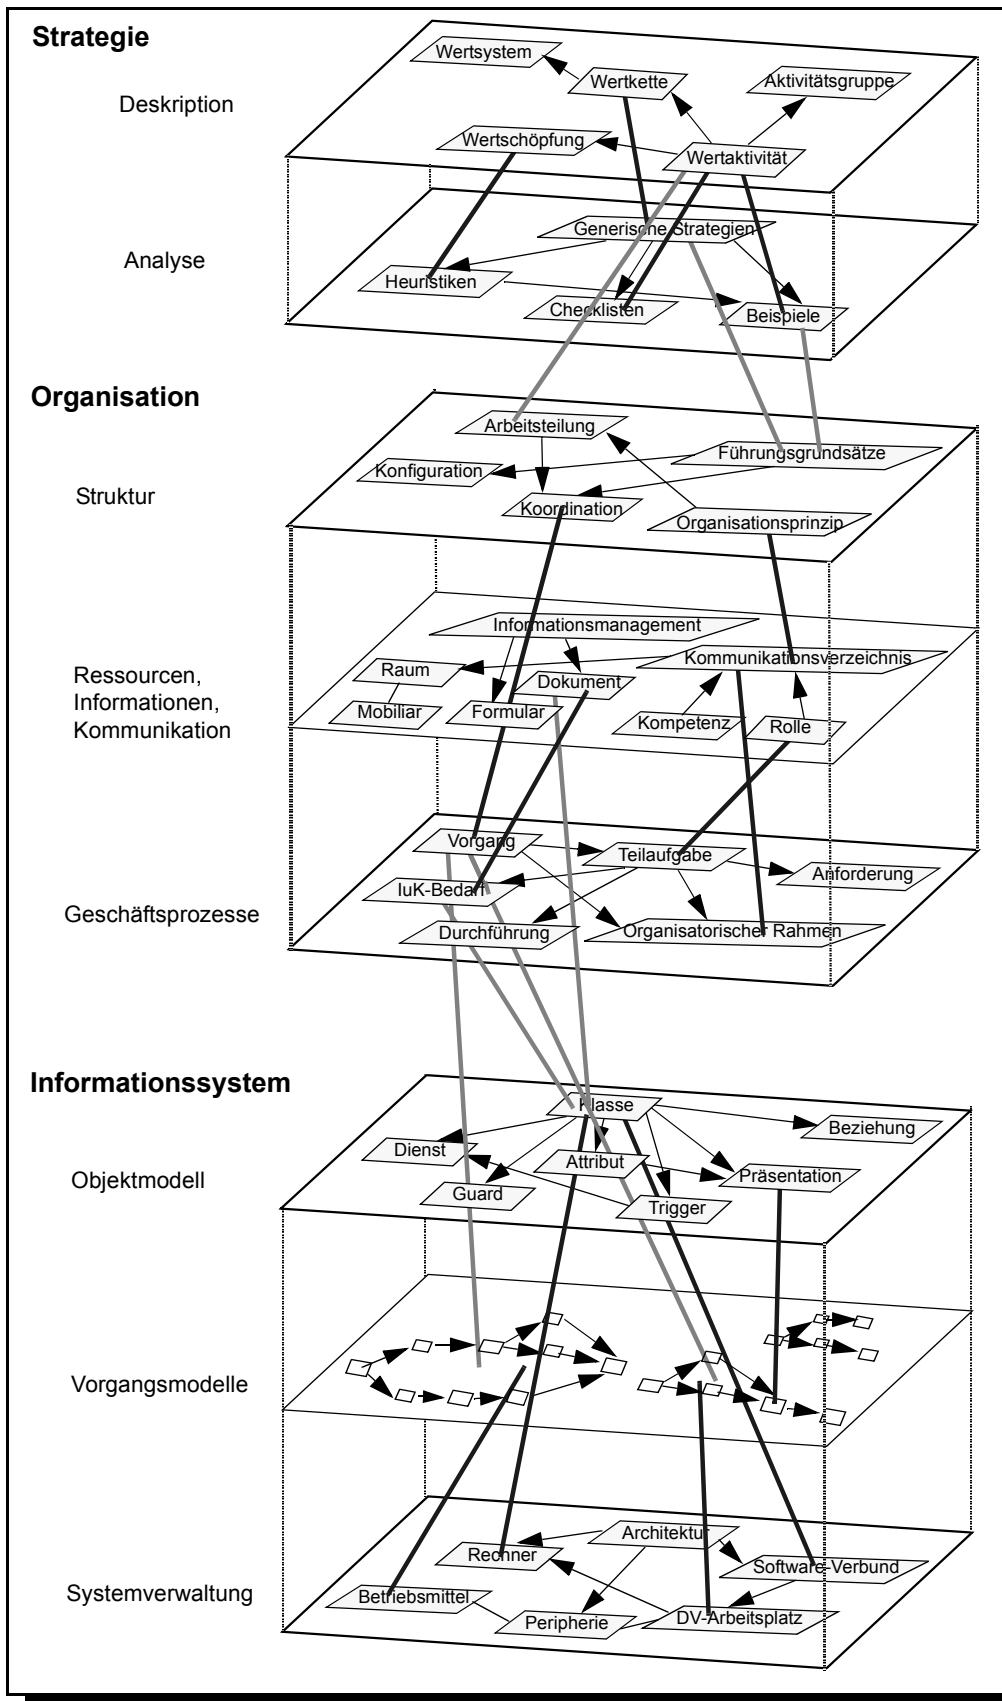 Strategie
Wertsystem
Wertkette
Aktivitätsgruppe
Deskription
Wertschöpfung
Wertaktivität
Generische Strategien
Analyse
Heuristiken
Checklisten
Beispiele
Organisation
Arbeitsteilung
Führungsgrundsätze
Konfiguration
Struktur
Koordination
Organisationsprinzip
Informationsmanagement
Ressourcen,
Informationen,
Kommunikation
Raum
Kommunikationsverzeichnis
Dokument
Mobiliar
Formular
Kompetenz
Rolle
Vorgang
Teilaufgabe
Anforderung
IuK-Bedarf
Geschäftsprozesse
Durchführung
Organisatorischer Rahmen
Informationssystem
Klasse
Beziehung
Dienst
Attribut
Präsentation
Objektmodell
Guard
Trigger
Vorgangsmodelle
Architektur
Rechner
Software-Verbund
Systemverwaltung
Betriebsmittel
Peripherie
DV-Arbeitsplatz